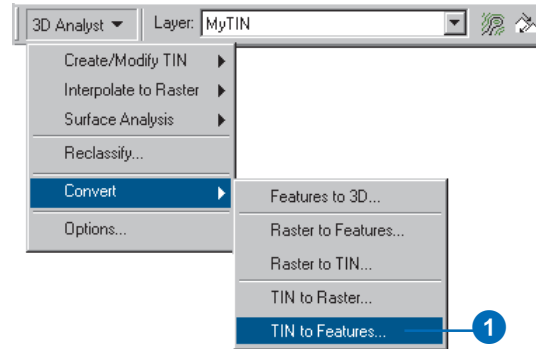 3D Analyst Layer: MyTIN
Create/Modify TIN
Interpolate to Raster
Surface Analysis
Reclassify...
Convert
Options...
Features to 3D...
Raster to Features...
Raster to TIN...
TIN to Raster...
TIN to Features...
1